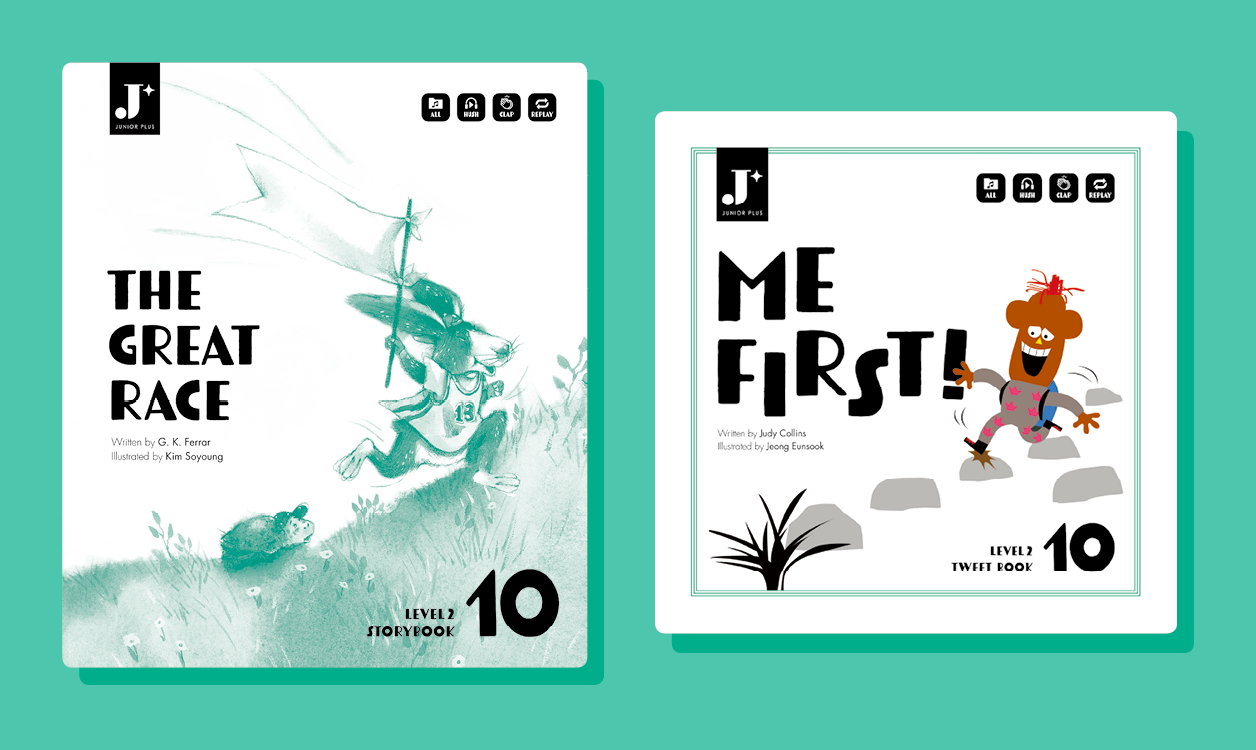 J
JUNIOR PLUS
ALL
HUSH
CLAP
REPLAY
THE
GREAT
RACE
Written by G. K. Ferrar
Illustrated by Kim Soyoung
13
LEVEL 2
STORYBOOK
10
J
JUNIOR PLUS
ALL
HUSH
CLAP
REPLAY
ME
FIRST!
Written by Judy Collins
Illustrated by Jeong Eunsook
LEVEL 2
TWEET BOOK
10